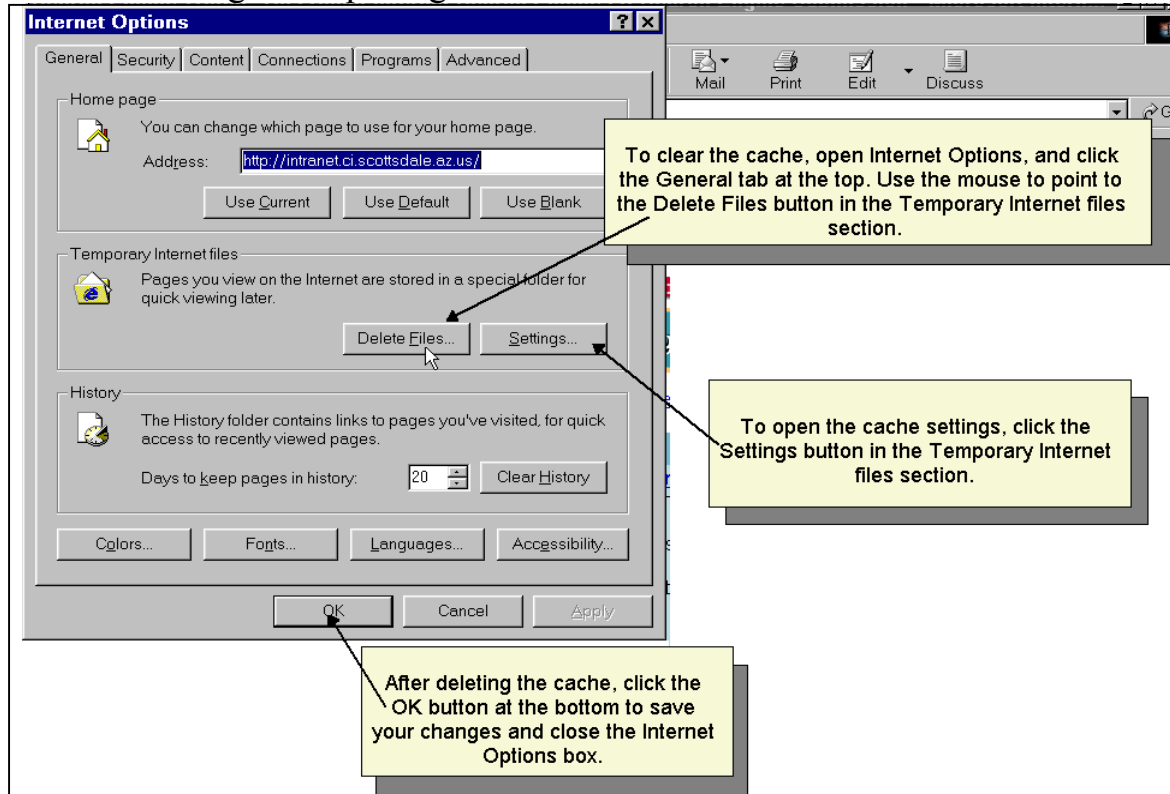 Internet Options
General Security Content Connections Programs Advanced
Mail Print Edit Discuss
Home page
You can change which page to use for your home page.
Address: http://intranet.ci.scottsdale.az.us/
Use Current Use Default Use Blank
To clear the cache, open Internet Options, and click
the General tab at the top. Use the mouse to point to
the Delete Files button in the Temporary Internet files
section.
Temporary Internet files
Pages you view on the Internet are stored in a special folder for
quick viewing later.
Delete Files... Settings...
To open the cache settings, click the
Settings button in the Temporary Internet
files section.
History
The History folder contains links to pages you've visited, for quick
access to recently viewed pages.
Days to keep pages in history: 20 Clear History
Colors... Fonts... Languages... Accessibility...
OK Cancel Apply
After deleting the cache, click the
OK button at the bottom to save
your changes and close the Internet
Options box.